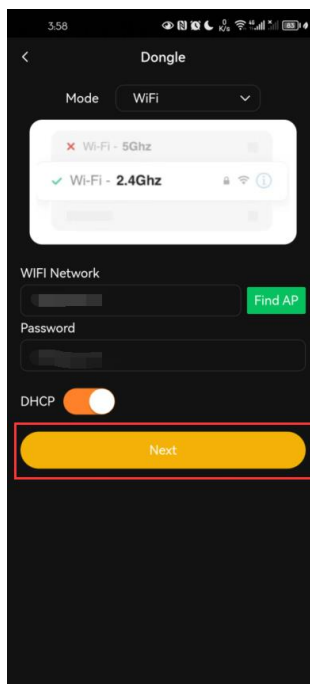 3:58
0 K/s
Dongle
Mode WiFi
Wi-Fi - 5Ghz
Wi-Fi - 2.4Ghz
WIFI Network
Find AP
Password
DHCP
Next